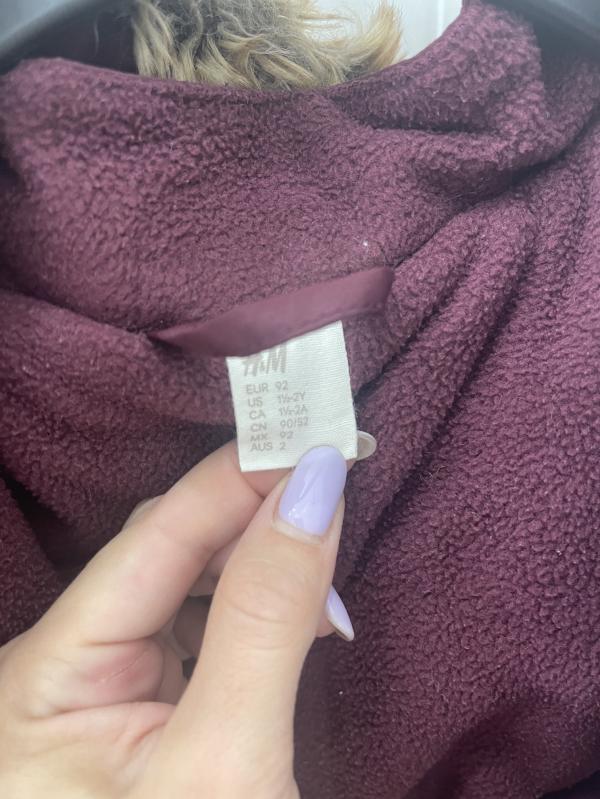 H&M
EUR 92
US 1½-2Y
CA 1½-2A
CN 90/52
MX 92
AUS 2